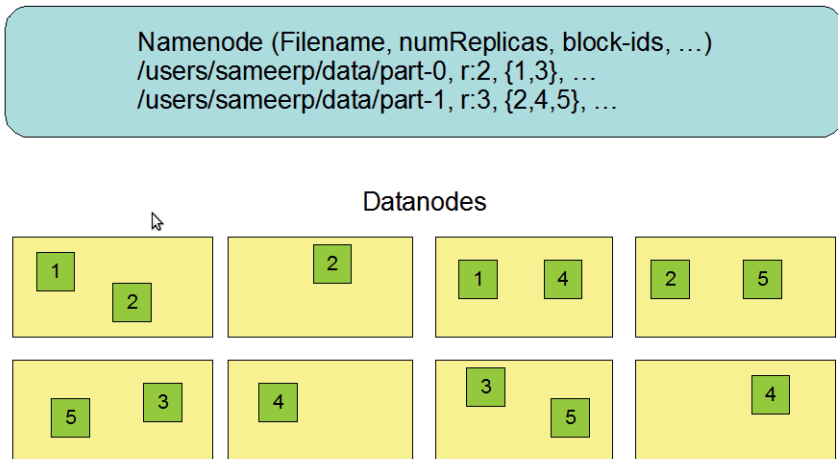 Namenode (Filename, numReplicas, block-ids, …)
/users/sameerp/data/part-0, r:2, {1,3}, …
/users/sameerp/data/part-1, r:3, {2,4,5}, …
Datanodes
1
2
2
1 4
2 5
5 3
4
3
5
4